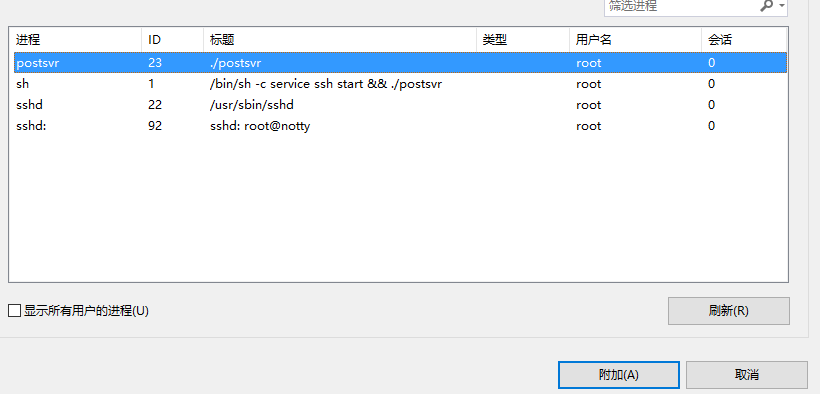 筛选进程
进程 ID 标题 类型 用户名 会话
postsvr 23 ./postsvr root 0
sh 1 /bin/sh -c service ssh start && ./postsvr root 0
sshd 22 /usr/sbin/sshd root 0
sshd: 92 sshd: root@notty root 0
显示所有用户的进程(U) 刷新(R)
附加(A) 取消